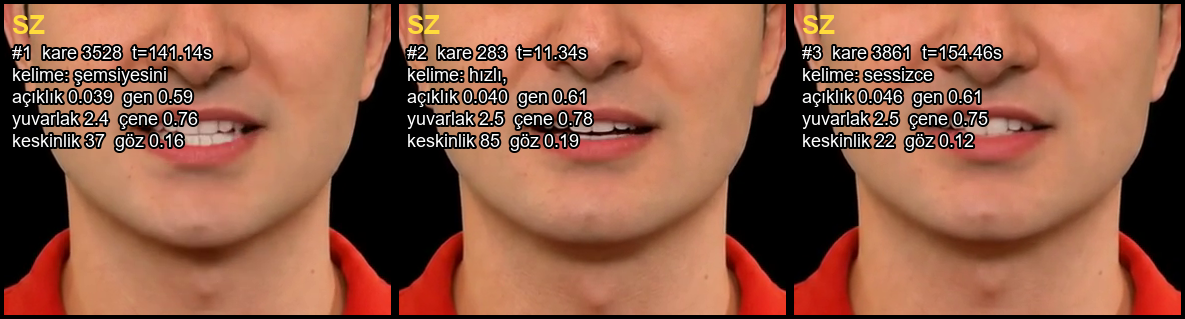 SZ
#1 kare 3528 t=141.14s
kelime: şemsiyesini
açıklık 0.039 gen 0.59
yuvarlak 2.4 çene 0.76
keskinlik 37 göz 0.16
SZ
#2 kare 283 t=11.34s
kelime: hızlı,
açıklık 0.040 gen 0.61
yuvarlak 2.5 çene 0.78
keskinlik 85 göz 0.19
SZ
#3 kare 3861 t=154.46s
kelime: sessizce
açıklık 0.046 gen 0.61
yuvarlak 2.5 çene 0.75
keskinlik 22 göz 0.12